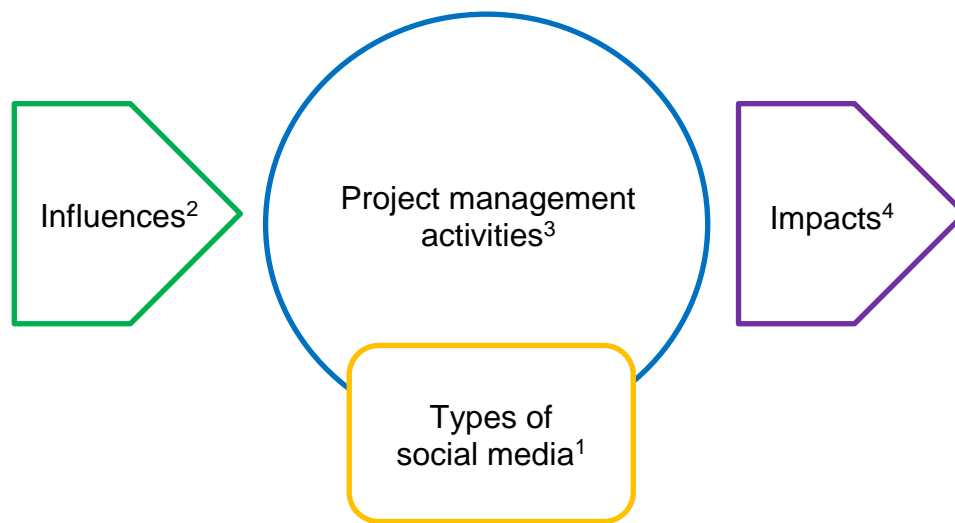 Influences²
Project management
activities³
Impacts⁴
Types of
social media¹